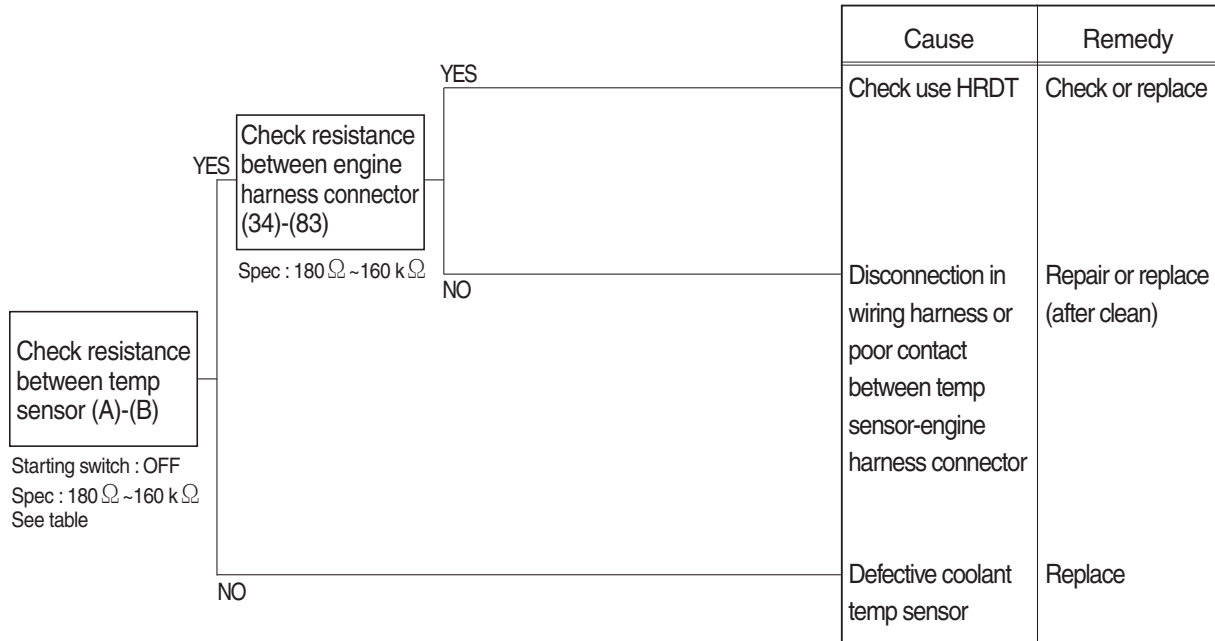 Cause
Remedy
YES
Check use HRDT
Check or replace
Check resistance
between engine
harness connector
(34)-(83)
YES
Spec : 180 Ω ~160 k Ω
NO
Disconnection in
wiring harness or
poor contact
between temp
sensor-engine
harness connector
Repair or replace
(after clean)
Check resistance
between temp
sensor (A)-(B)
Starting switch : OFF
Spec : 180 Ω ~160 k Ω
See table
NO
Defective coolant
temp sensor
Replace